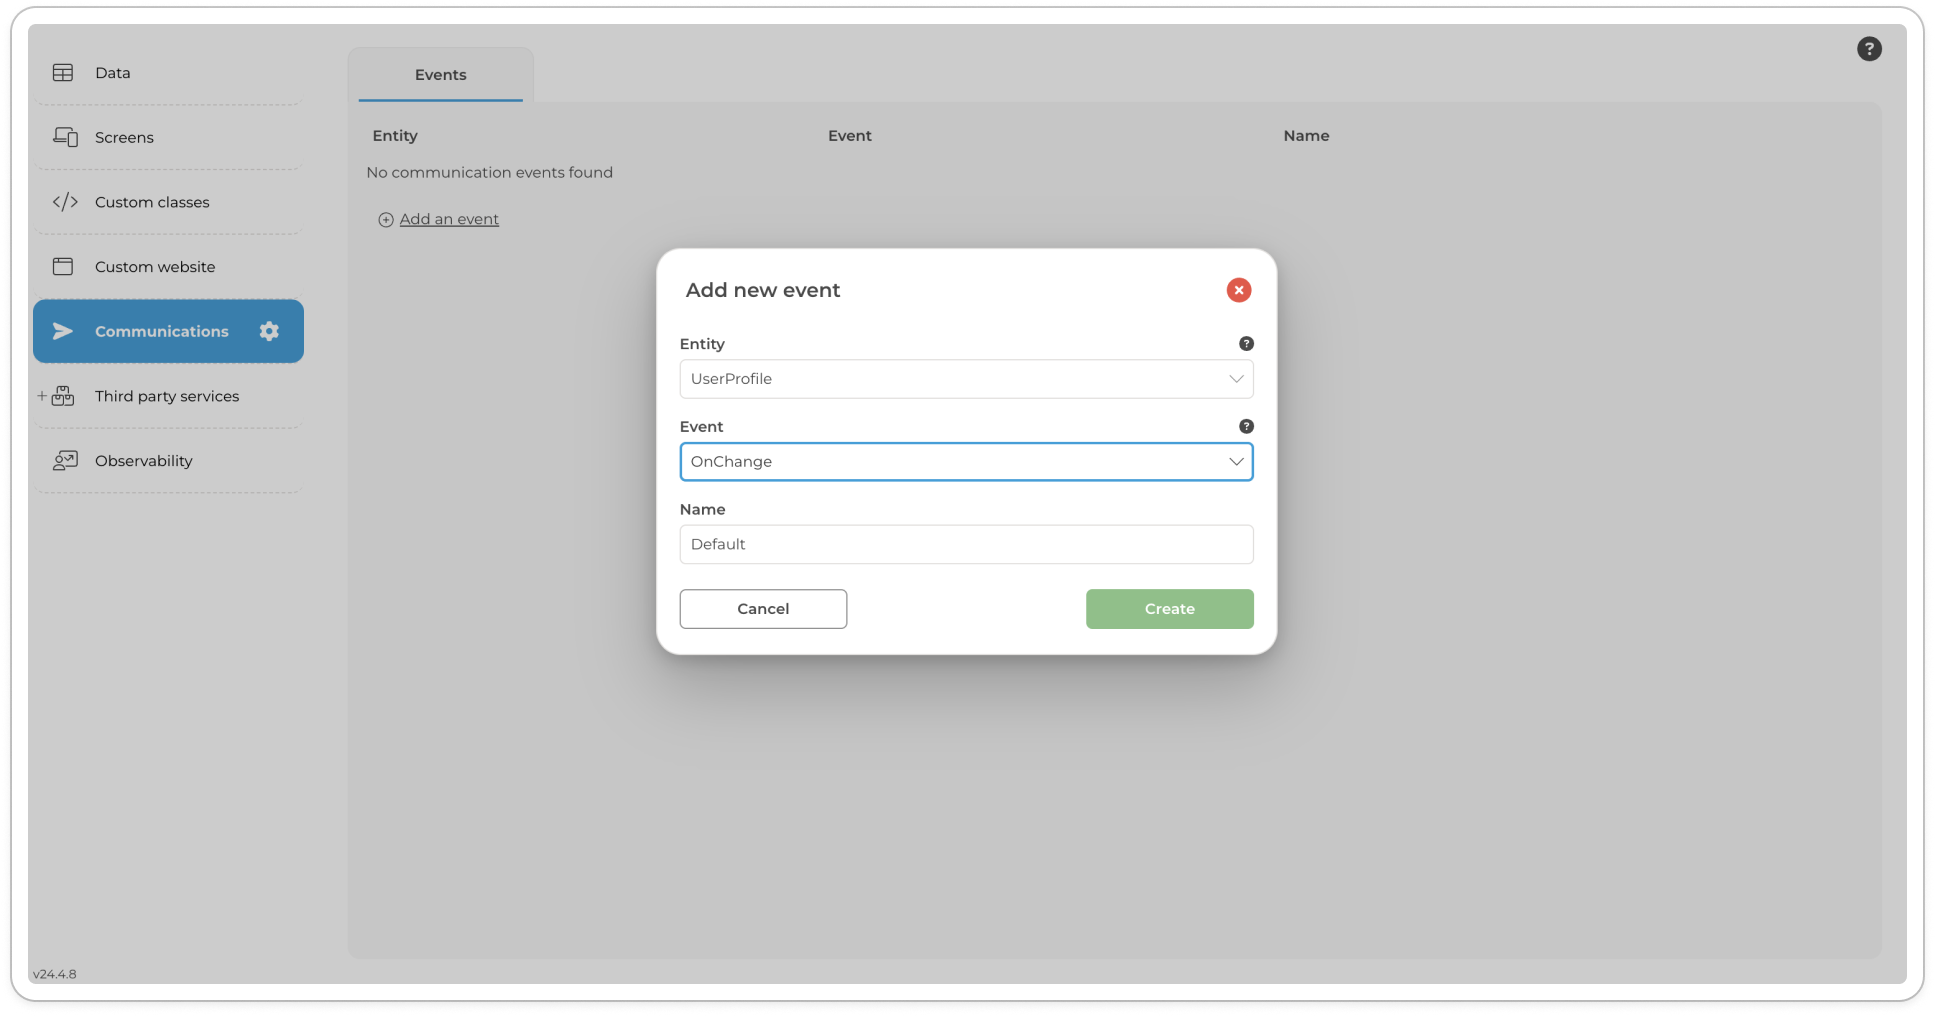 Data
Screens
Custom classes
Custom website
Communications
Third party services
Observability
v24.4.8
Events
?
Entity Event Name
No communication events found
Add an event
Add new event
Entity ?
UserProfile
Event ?
OnChange
Name
Default
Cancel Create